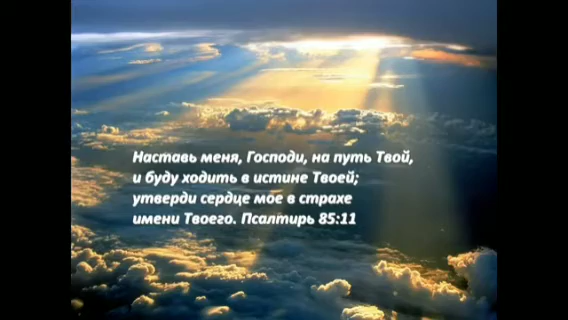 Наставь меня, Господи, на путь Твой,
и буду ходить в истине Твоей;
утверди сердце мое в страхе
имени Твоего. Псалтирь 85:11